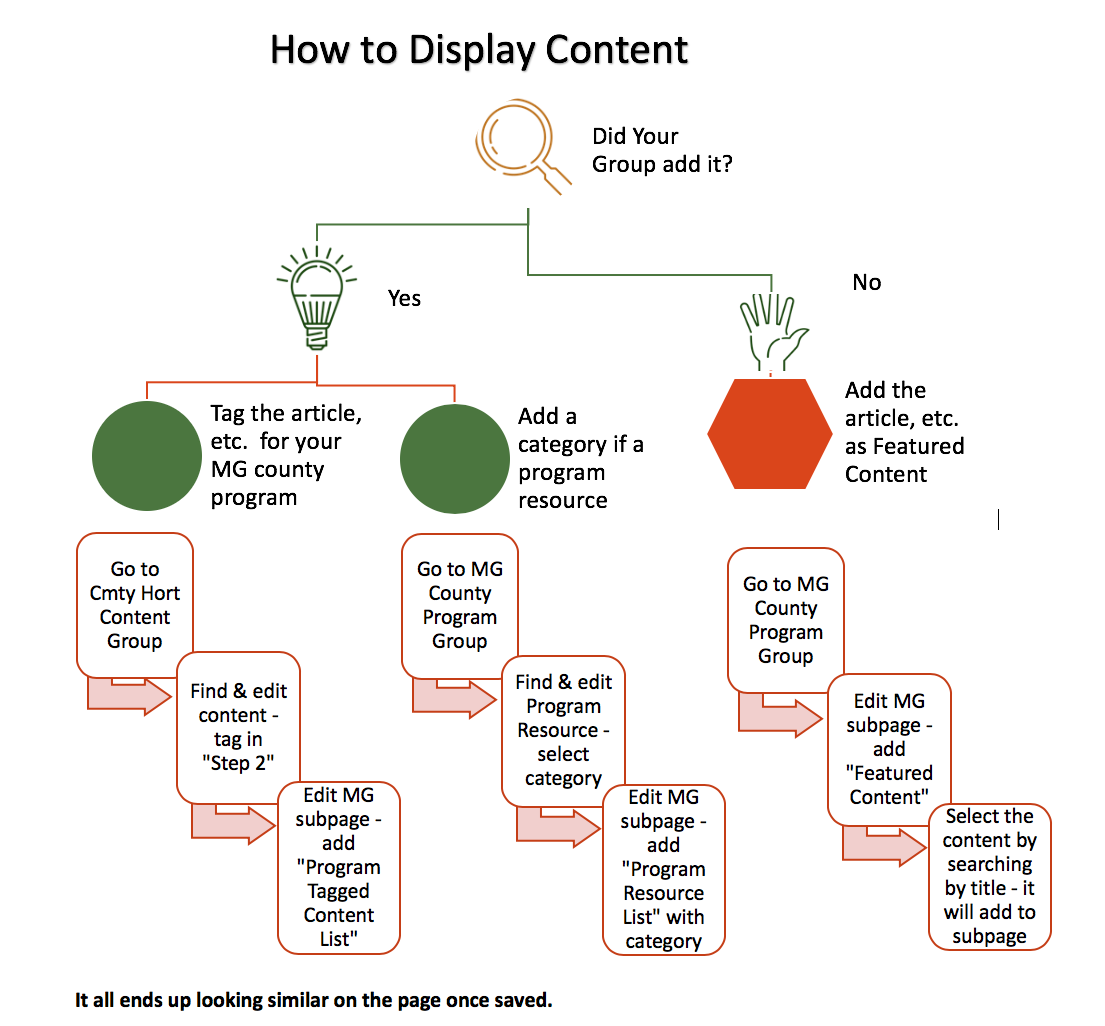 How to Display Content
Did Your
Group add it?
Yes
No
Tag the article,
etc.  for your
MG county
program
Add a
category if a
program
resource
Add the
article, etc.
as Featured
Content
Go to
Cmty Hort
Content
Group
Find & edit
content -
tag in
"Step 2"
Edit MG
subpage -
add
"Program
Tagged
Content
List"
Go to MG
County
Program
Group
Find & edit
Program
Resource -
select
category
Edit MG
subpage -
add
"Program
Resource
List" with
category
Go to MG
County
Program
Group
Edit MG
subpage -
add
"Featured
Content"
Select the
content by
searching
by title - it
will add to
subpage
It all ends up looking similar on the page once saved.